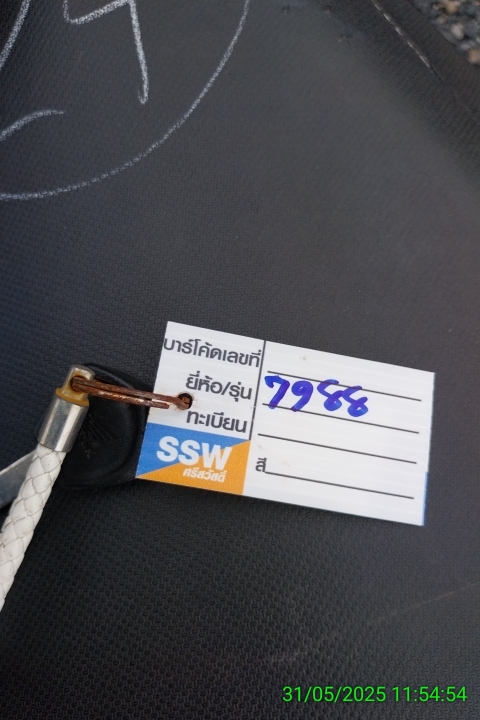 บาร์โค้ดเลขที่
ยี่ห้อ/รุ่น 7988
ทะเบียน
SSW
ศรีสวัสดิ์
สี
31/05/2025 11:54:54